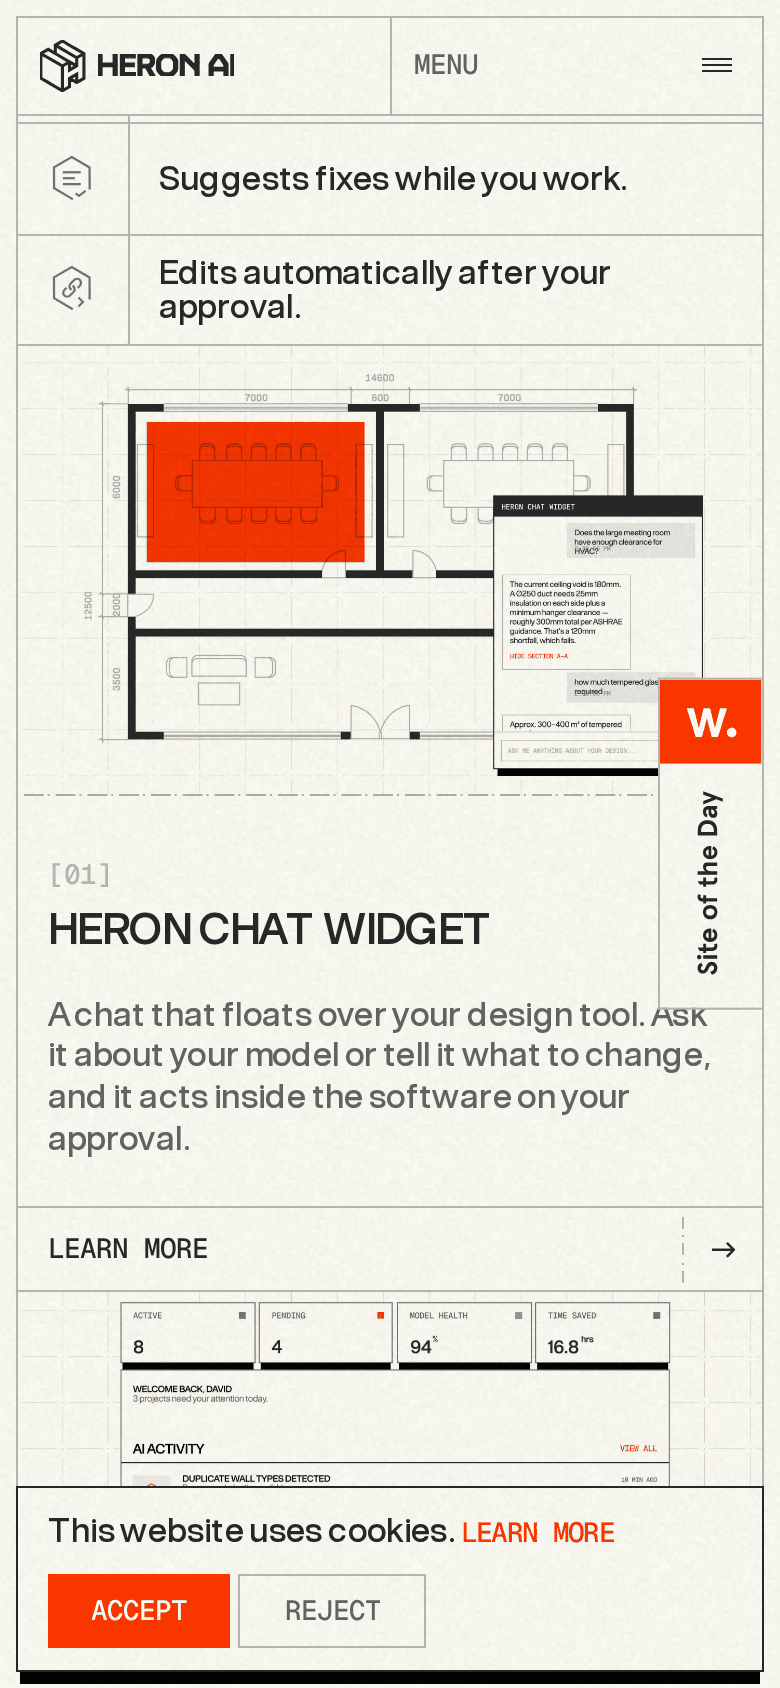 HERON AI
MENU
Suggests fixes while you work.
Edits automatically after your
approval.
14600
7000
600
7000
6000
12500
2000
3500
HERON CHAT WIDGET
Does the large meeting room
have enough clearance for
HVAC?
The current ceiling void is 180mm.
A Ø250 duct needs 25mm
insulation on each side plus a
minimum hanger clearance —
roughly 300mm total per ASHRAE
guidance. That's a 120mm
shortfall, which fails.
HIDE SECTION A-A
how much tempered glas
required
Approx. 300-400 m² of tempered
ASK ME ANYTHING ABOUT YOUR DESIGN...
W.
Site of the Day
[01]
HERON CHAT WIDGET
A chat that floats over your design tool. Ask
it about your model or tell it what to change,
and it acts inside the software on your
approval.
LEARN MORE
ACTIVE
8
PENDING
4
MODEL HEALTH
94%
TIME SAVED
16.8 hrs
WELCOME BACK, DAVID
3 projects need your attention today.
AI ACTIVITY
VIEW ALL
DUPLICATE WALL TYPES DETECTED
10 MIN AGO
This website uses cookies. LEARN MORE
ACCEPT
REJECT